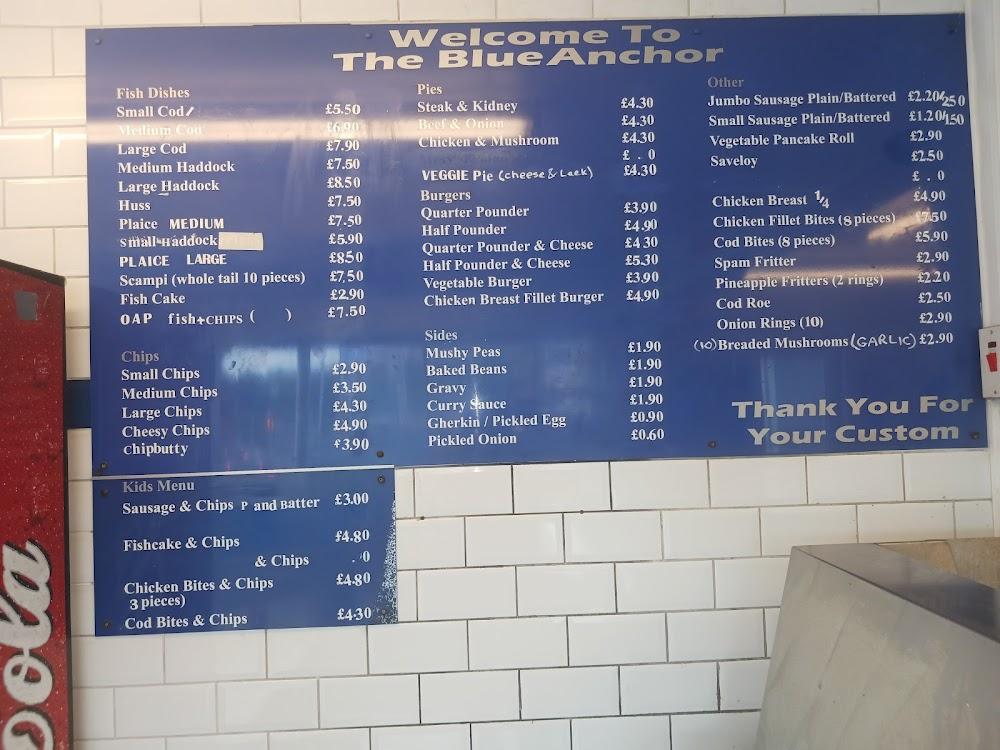 Welcome To
The Blue Anchor
Fish Dishes
Small Cod £5.50
Medium Cod £6.90
Large Cod £7.90
Medium Haddock £7.50
Large Haddock £8.50
Huss £7.50
Plaice MEDIUM £7.50
Small Haddock £5.90
PLAICE LARGE £8.50
Scampi (whole tail 10 pieces) £7.50
Fish Cake £2.90
OAP fish+CHIPS ( ) £7.50
Chips
Small Chips £2.90
Medium Chips £3.50
Large Chips £4.30
Cheesy Chips £4.90
Chipbutty £3.90
Pies
Steak & Kidney £4.30
Beef & Onion £4.30
Chicken & Mushroom £4.30
£ . 0
VEGGIE Pie (cheese & Leek) £4.30
Burgers
Quarter Pounder £3.90
Half Pounder £4.90
Quarter Pounder & Cheese £4 30
Half Pounder & Cheese £5.30
Vegetable Burger £3.90
Chicken Breast Fillet Burger £4.90
Sides
Mushy Peas £1.90
Baked Beans £1.90
Gravy £1.90
Curry Sauce £1.90
Gherkin / Pickled Egg £0.90
Pickled Onion £0.60
Other
Jumbo Sausage Plain/Battered £2.20/250
Small Sausage Plain/Battered £1.20/150
Vegetable Pancake Roll £2.90
Saveloy £2.50
£ . 0
Chicken Breast 1/4 £4.90
Chicken Fillet Bites (8 pieces) £7.50
Cod Bites (8 pieces) £5.90
Spam Fritter £2.90
Pineapple Fritters (2 rings) £2.20
Cod Roe £2.50
Onion Rings (10) £2.90
(10) Breaded Mushrooms (GARLIC) £2.90
Thank You For
Your Custom
Kids Menu
Sausage & Chips P and Batter £3.00
Fishcake & Chips £4.80
& Chips . 0
Chicken Bites & Chips £4.80
3 pieces)
Cod Bites & Chips £4.30
ola